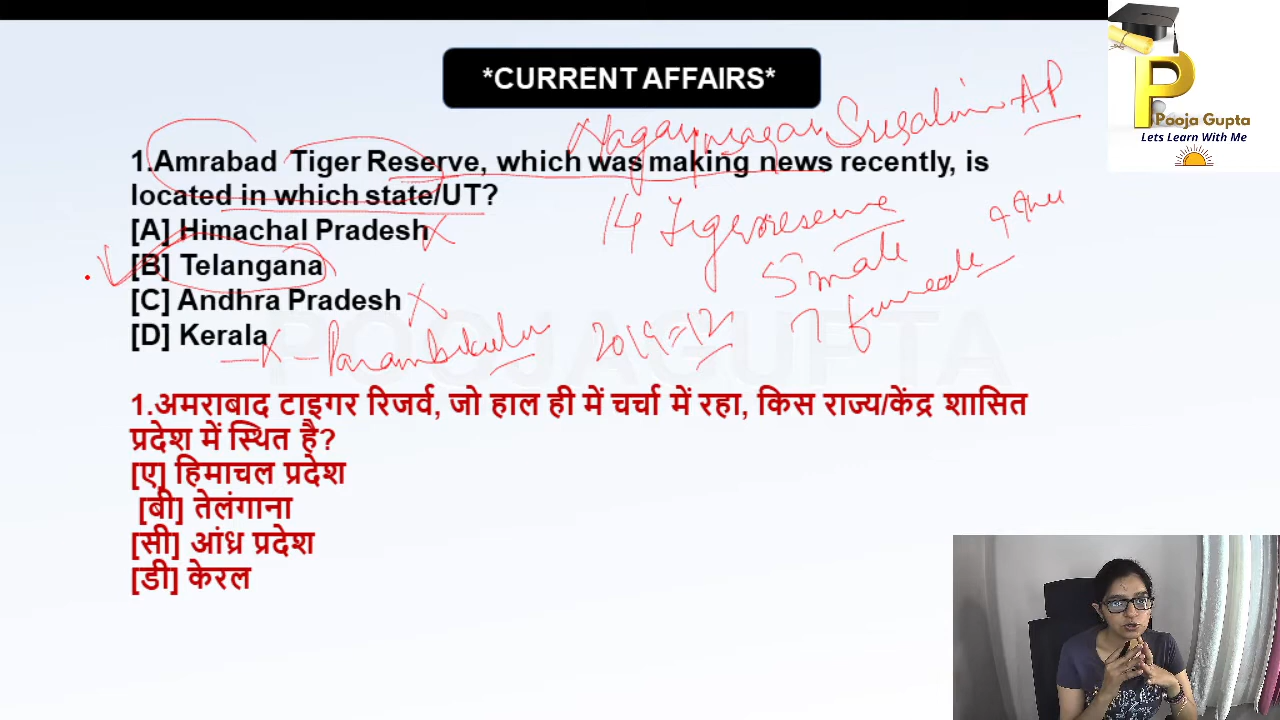 *CURRENT AFFAIRS*
P
Pooja Gupta
Lets Learn With Me
Nagarjunasagar Srisailam AP
1.Amrabad Tiger Reserve, which was making news recently, is
located in which state/UT?
14 Tiger reserve
[A] Himachal Pradesh
5 male
[B] Telangana
7 female
[C] Andhra Pradesh
2019=12
[D] Kerala
- X - Parambikulam
POOJAGUPTA
1.अमराबाद टाइगर रिजर्व, जो हाल ही में चर्चा में रहा, किस राज्य/केंद्र शासित
प्रदेश में स्थित है?
[ए] हिमाचल प्रदेश
[बी] तेलंगाना
[सी] आंध्र प्रदेश
[डी] केरल